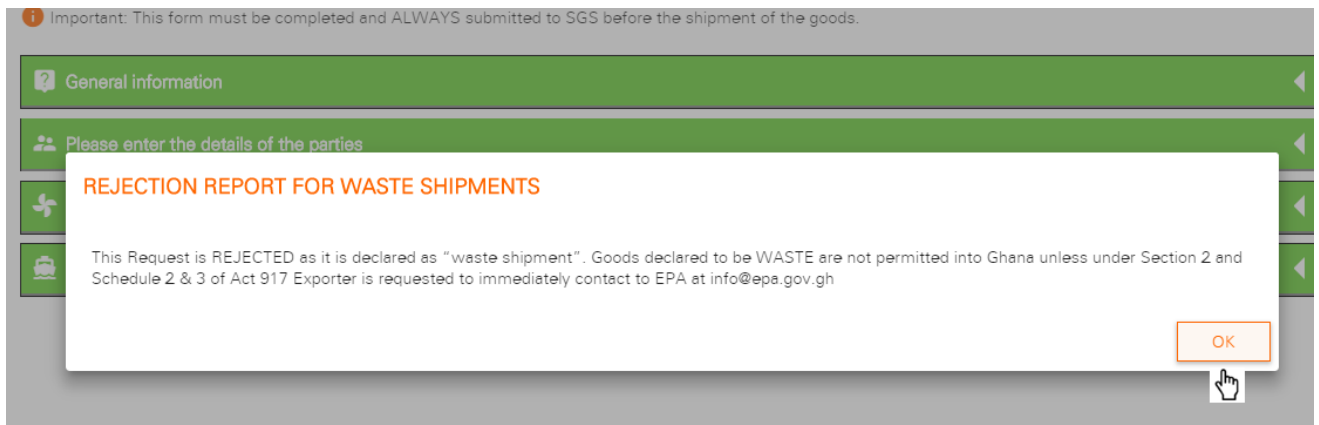 Important: This form must be completed and ALWAYS submitted to SGS before the shipment of the goods.
General information
Please enter the details of the parties
REJECTION REPORT FOR WASTE SHIPMENTS
This Request is REJECTED as it is declared as “waste shipment”. Goods declared to be WASTE are not permitted into Ghana unless under Section 2 and
Schedule 2 & 3 of Act 917 Exporter is requested to immediately contact to EPA at info@epa.gov.gh
OK